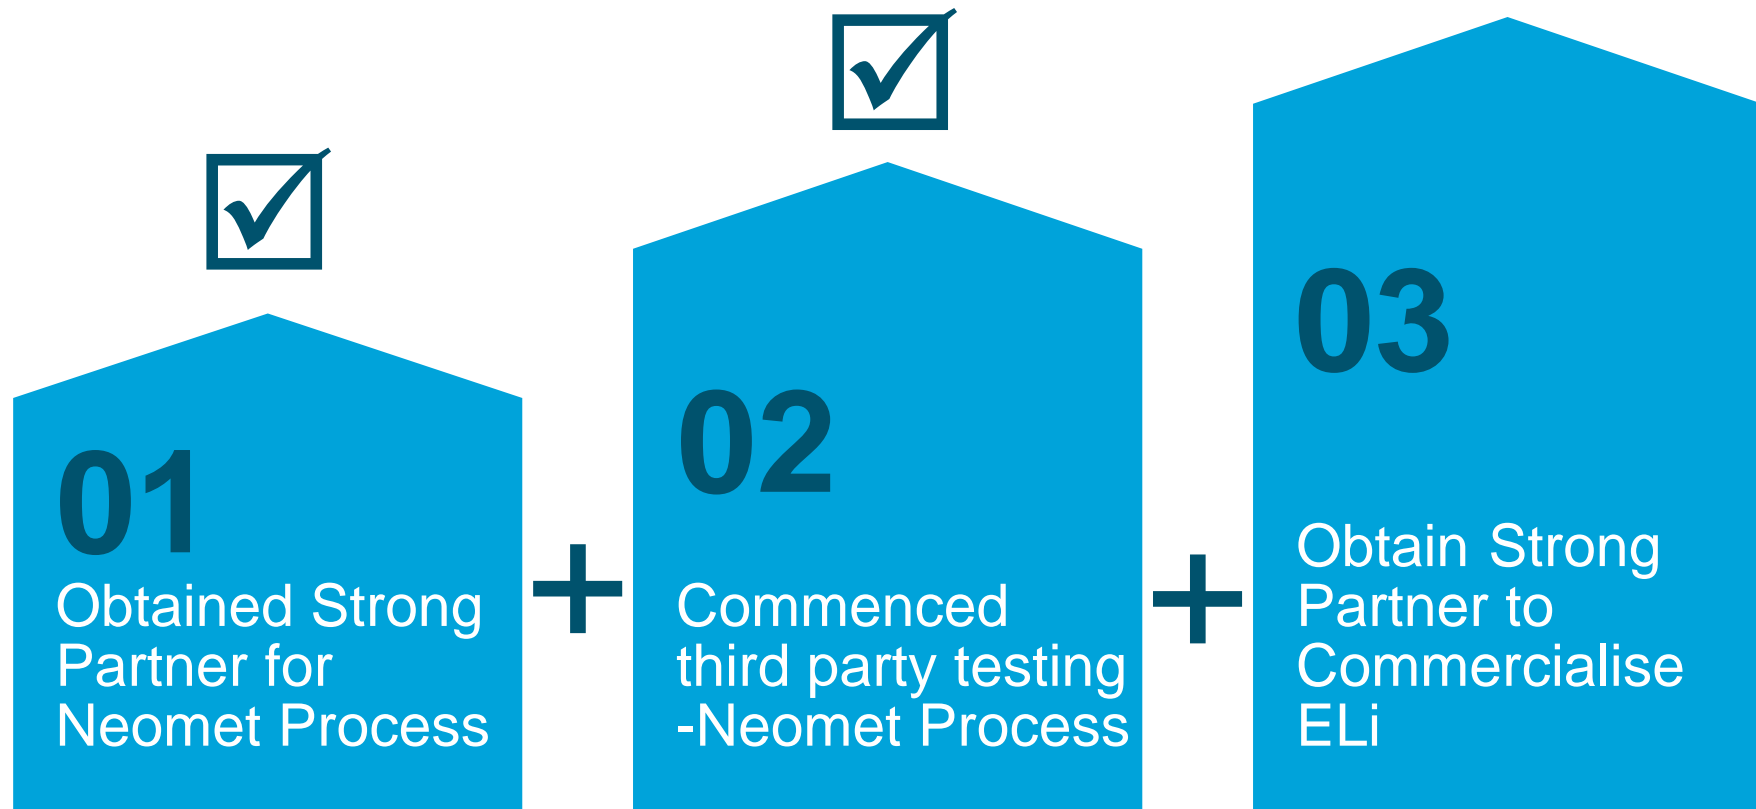 01
Obtained Strong
Partner for
Neomet Process
+
02
Commenced
third party testing
-Neomet Process
+
03
Obtain Strong
Partner to
Commercialise
ELi